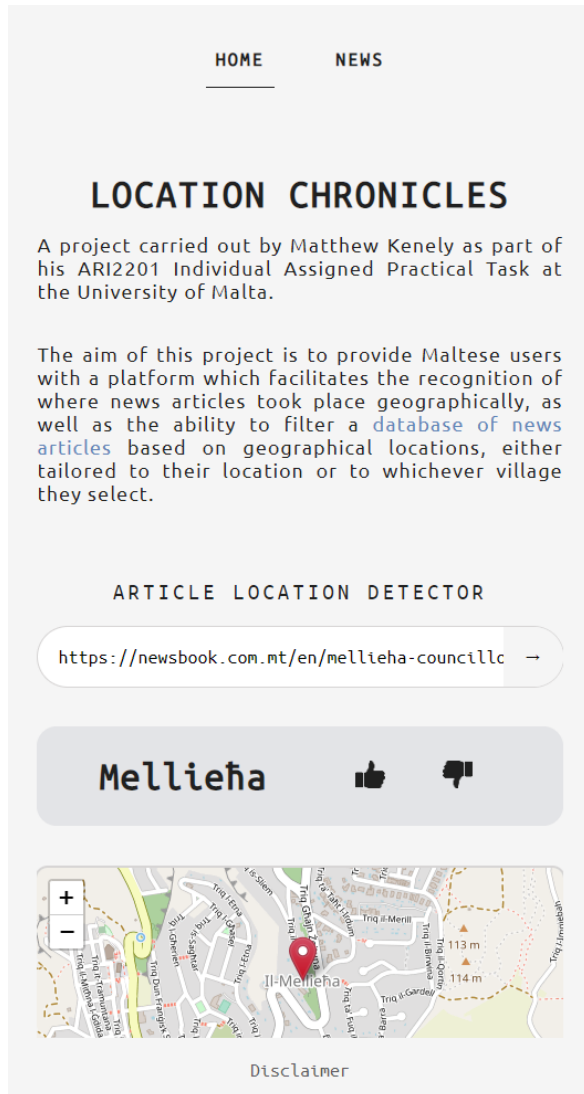 HOME NEWS
LOCATION CHRONICLES
A project carried out by Matthew Kenely as part of
his ARI2201 Individual Assigned Practical Task at
the University of Malta.
The aim of this project is to provide Maltese users
with a platform which facilitates the recognition of
where news articles took place geographically, as
well as the ability to filter a database of news
articles based on geographical locations, either
tailored to their location or to whichever village
they select.
ARTICLE LOCATION DETECTOR
https://newsbook.com.mt/en/mellieha-councillo →
Mellieħa
+
−
Triq l-Etna
Triq il-Merill
113 m
Il-Mellieħa
114 m
Triq il-Gardell
Disclaimer